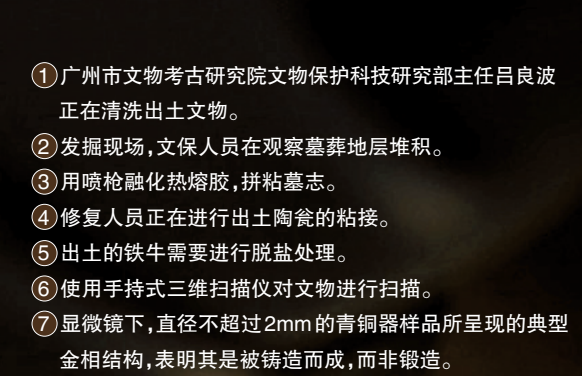 ①广州市文物考古研究院文物保护科技研究部主任吕良波
正在清洗出土文物。
②发掘现场,文保人员在观察墓葬地层堆积。
③用喷枪融化热熔胶,拼粘墓志。
④修复人员正在进行出土陶瓮的粘接。
⑤出土的铁牛需要进行脱盐处理。
⑥使用手持式三维扫描仪对文物进行扫描。
⑦显微镜下,直径不超过2mm的青铜器样品所呈现的典型
金相结构,表明其是被铸造而成,而非锻造。